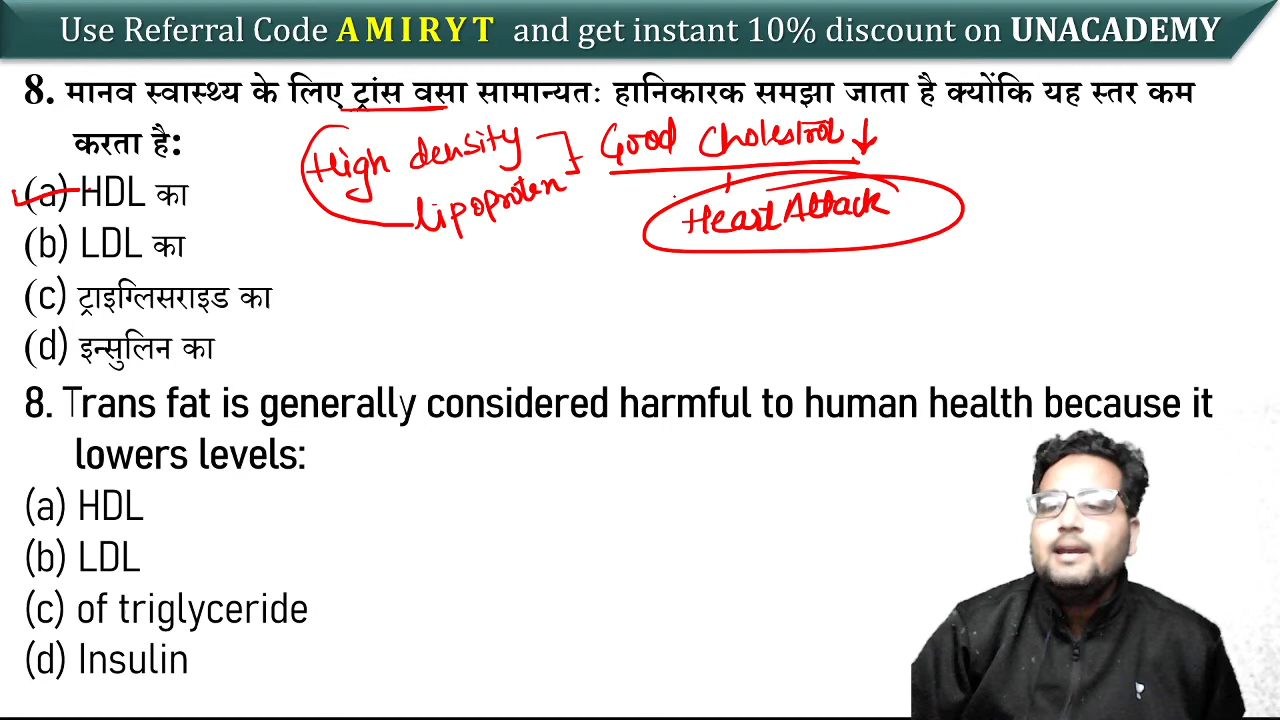 Use Referral Code AMIRYT and get instant 10% discount on UNACADEMY
8. मानव स्वास्थ्य के लिए ट्रांस वसा सामान्यतः हानिकारक समझा जाता है क्योंकि यह स्तर कम
करता है:
High density
lipoproten
Good Cholestrol ↓
Heart Attack
(a) HDL का
(b) LDL का
(c) ट्राइग्लिसराइड का
(d) इन्सुलिन का
8. Trans fat is generally considered harmful to human health because it
lowers levels:
(a) HDL
(b) LDL
(c) of triglyceride
(d) Insulin